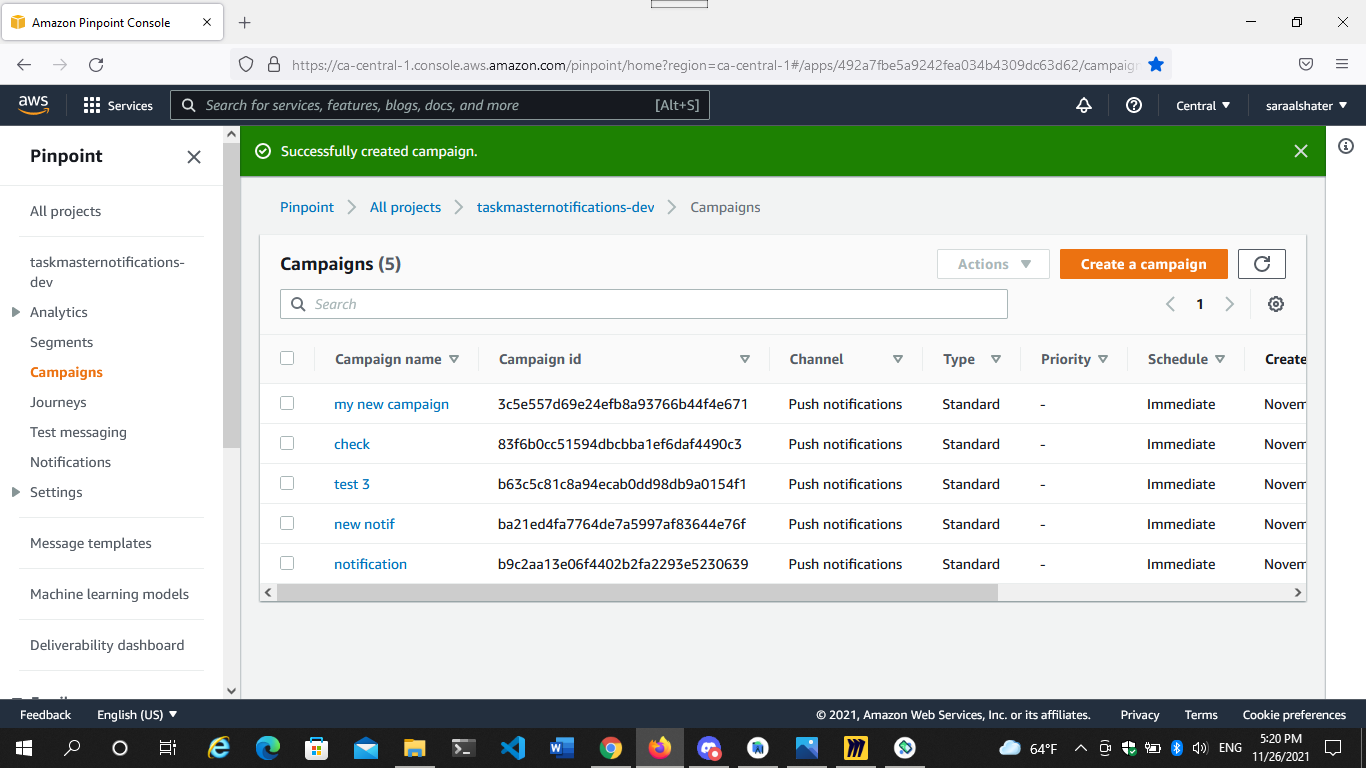 Amazon Pinpoint Console
https://ca-central-1.console.aws.amazon.com/pinpoint/home?region=ca-central-1#/apps/492a7fbe5a9242fea034b4309dc63d62/campaign
aws Services Search for services, features, blogs, docs, and more [Alt+S] Central saraalshater
Pinpoint
All projects
taskmasternotifications-
dev
Analytics
Segments
Campaigns
Journeys
Test messaging
Notifications
Settings
Message templates
Machine learning models
Deliverability dashboard
Successfully created campaign.
Pinpoint All projects taskmasternotifications-dev Campaigns
Campaigns (5) Actions Create a campaign
Search 1
Campaign name Campaign id Channel Type Priority Schedule Create
my new campaign 3c5e557d69e24efb8a93766b44f4e671 Push notifications Standard - Immediate Novem
check 83f6b0cc51594dbcbba1ef6daf4490c3 Push notifications Standard - Immediate Novem
test 3 b63c5c81c8a94ecab0dd98db9a0154f1 Push notifications Standard - Immediate Novem
new notif ba21ed4fa7764de7a5997af83644e76f Push notifications Standard - Immediate Novem
notification b9c2aa13e06f4402b2fa2293e5230639 Push notifications Standard - Immediate Novem
Feedback English (US) © 2021, Amazon Web Services, Inc. or its affiliates. Privacy Terms Cookie preferences
64°F ENG 5:20 PM
11/26/2021